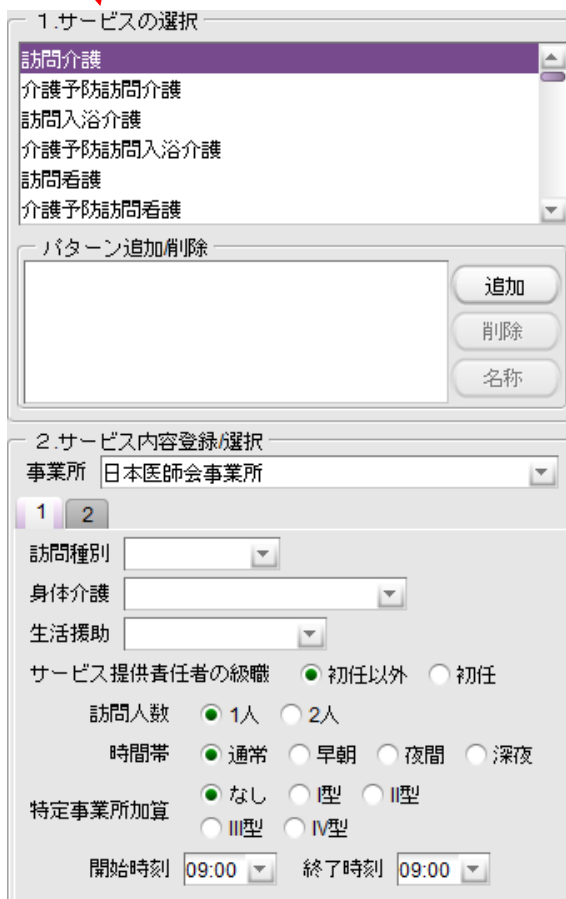 1.サービスの選択
訪問介護
介護予防訪問介護
訪問入浴介護
介護予防訪問入浴介護
訪問看護
介護予防訪問看護
パターン追加/削除
追加
削除
名称
2.サービス内容登録/選択
事業所 日本医師会事業所
1 2
訪問種別
身体介護
生活援助
サービス提供責任者の級職 初任以外 初任
訪問人数 1人 2人
時間帯 通常 早朝 夜間 深夜
特定事業所加算 なし I型 II型
III型 IV型
開始時刻 09:00 終了時刻 09:00